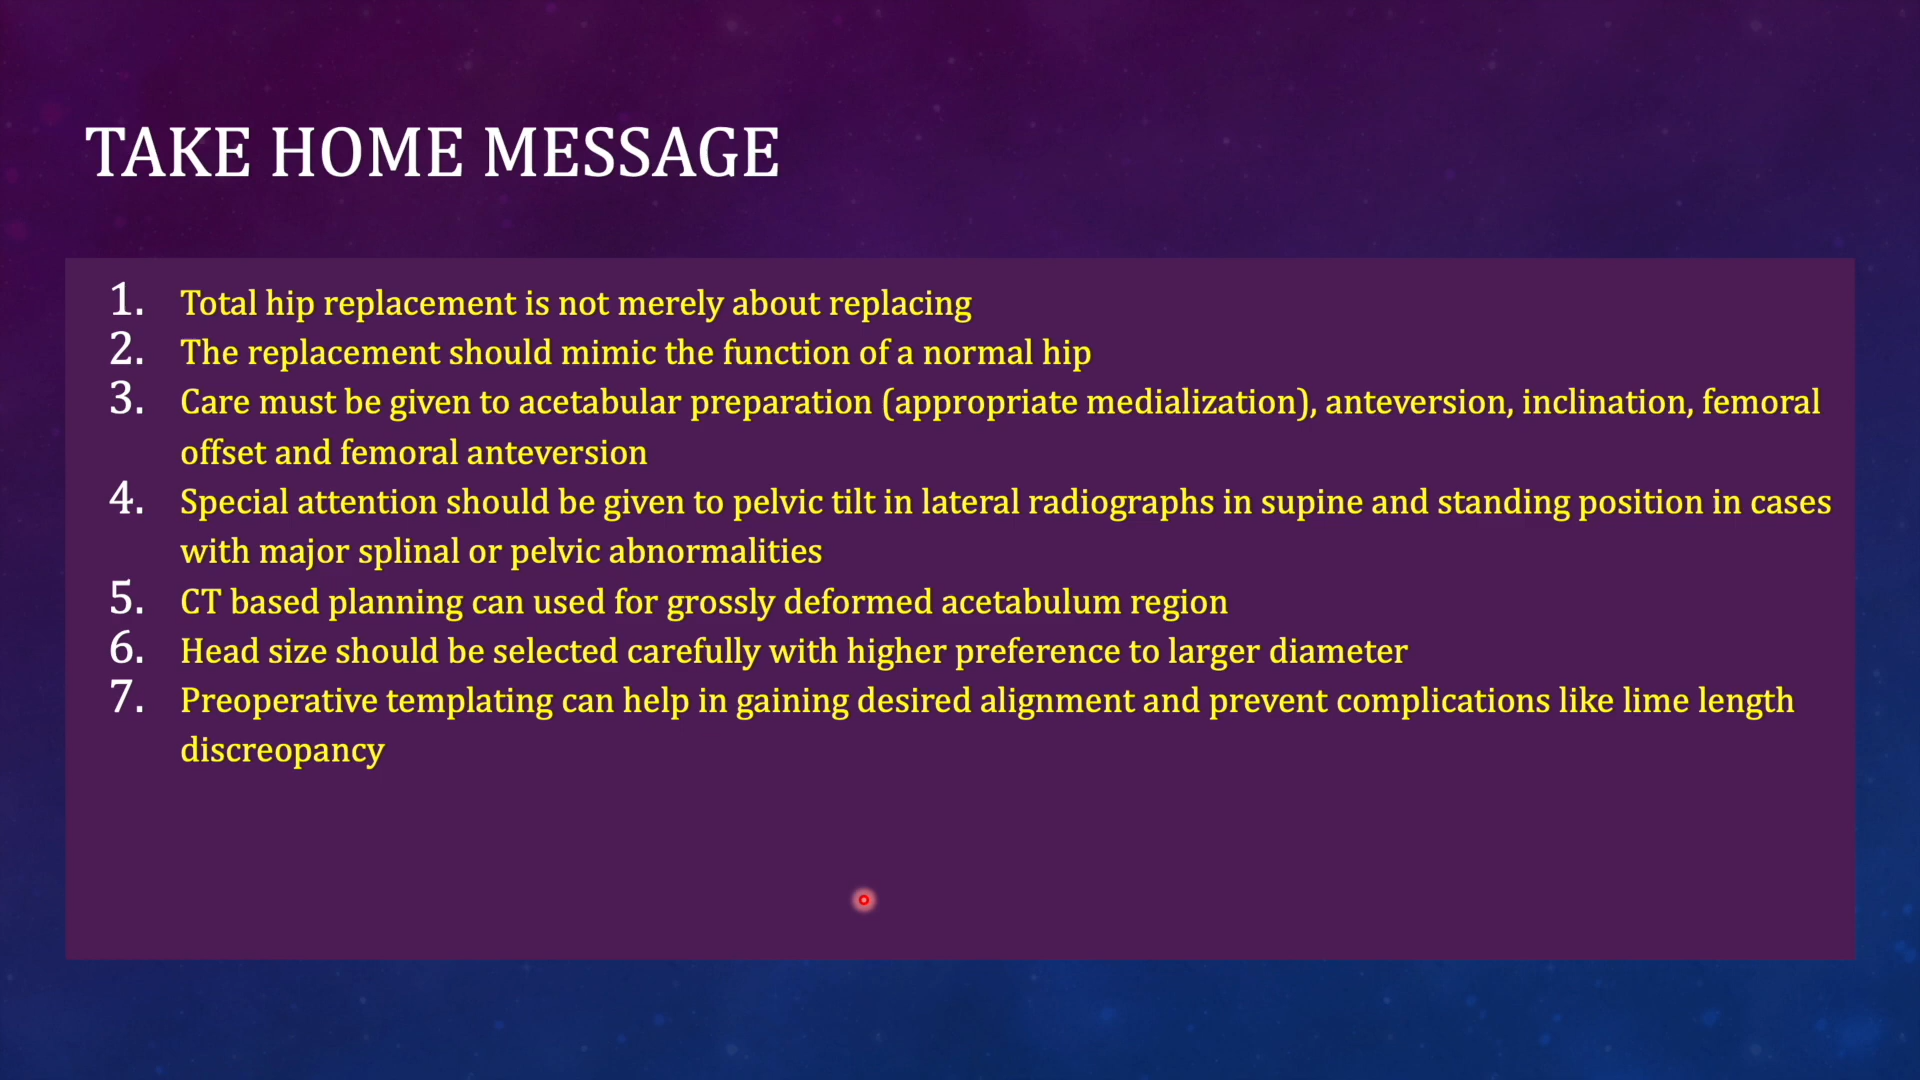 TAKE HOME MESSAGE
1. Total hip replacement is not merely about replacing
2. The replacement should mimic the function of a normal hip
3. Care must be given to acetabular preparation (appropriate medialization), anteversion, inclination, femoral
offset and femoral anteversion
4. Special attention should be given to pelvic tilt in lateral radiographs in supine and standing position in cases
with major splinal or pelvic abnormalities
5. CT based planning can used for grossly deformed acetabulum region
6. Head size should be selected carefully with higher preference to larger diameter
7. Preoperative templating can help in gaining desired alignment and prevent complications like lime length
discreopancy